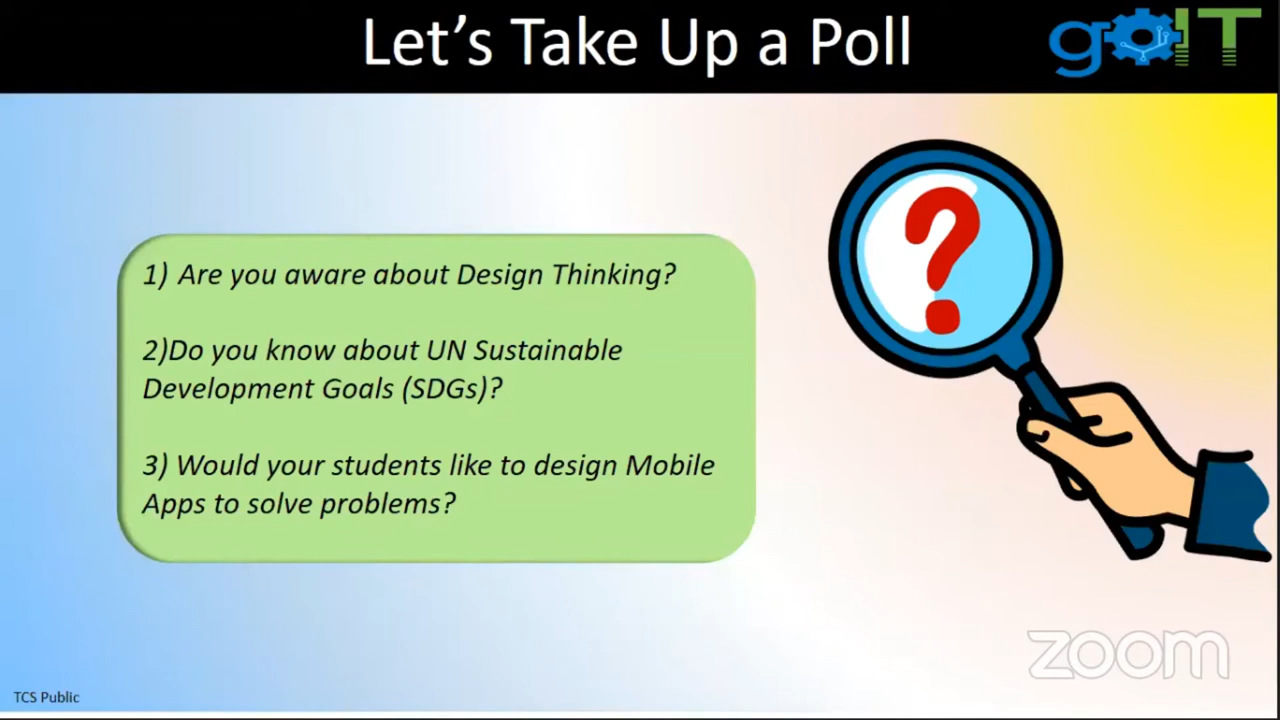 Let's Take Up a Poll
goIT
1) Are you aware about Design Thinking?
2)Do you know about UN Sustainable
Development Goals (SDGs)?
3) Would your students like to design Mobile
Apps to solve problems?
?
zoom
TCS Public